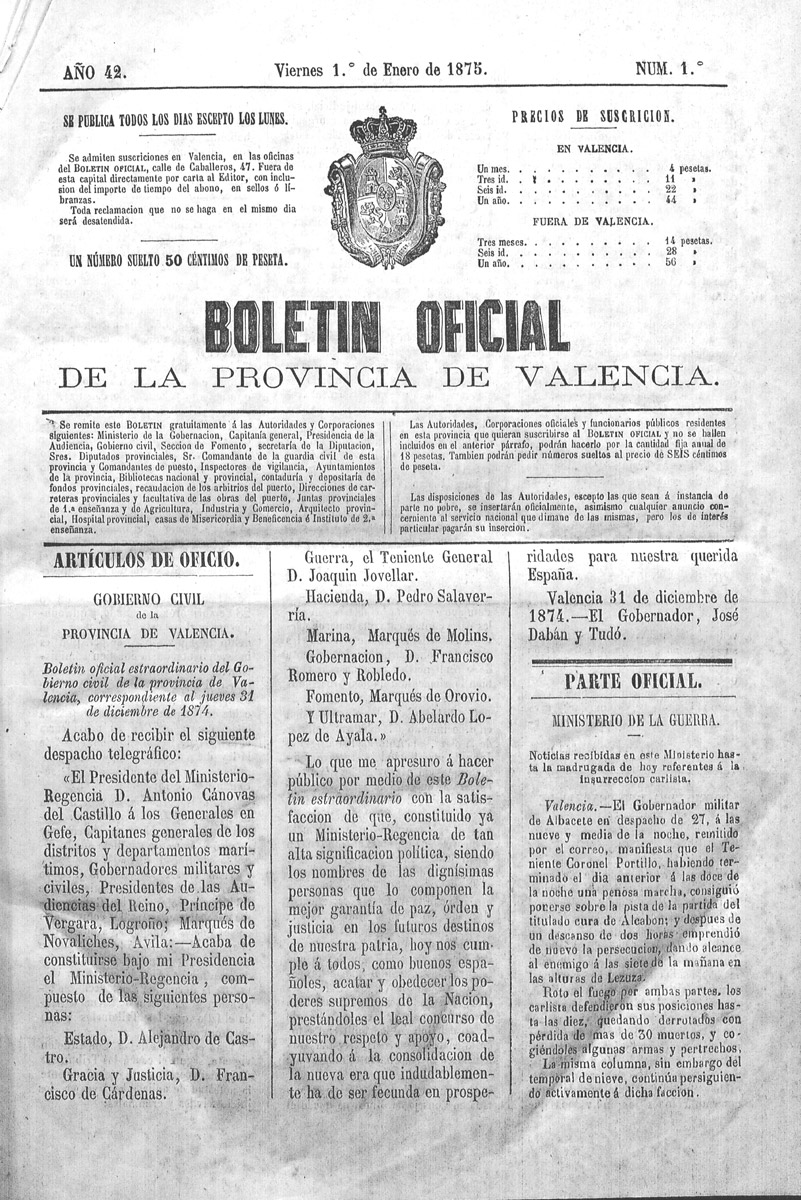 AÑO 42. Viernes 1.° de Enero de 1875. NUM. 1.°
SE PUBLICA TODOS LOS DIAS ESCEPTO LOS LUNES.
Se admiten suscriciones en Valencia, en las oficinas
del BOLETIN OFICIAL, calle de Caballeros, 47. Fuera de
esta capital directamente por carta al Editor, con inclu-
sion del importe de tiempo del abono, en sellos ó li-
branzas.
Toda reclamacion que no se haga en el mismo dia
será desatendida.
UN NÚMERO SUELTO 50 CÉNTIMOS DE PESETA.
PRECIOS DE SUSCRICION.
EN VALENCIA.
Un mes. . . . . . . . . . . 4 pesetas.
Tres id. . . . . . . . . . . 11 »
Seis id. . . . . . . . . . . 22 »
Un año. . . . . . . . . . . 44 »
FUERA DE VALENCIA.
Tres meses. . . . . . . . . . 14 pesetas.
Seis id. . . . . . . . . . . 28 »
Un año. . . . . . . . . . . 56 »
BOLETIN OFICIAL
DE LA PROVINCIA DE VALENCIA.
Se remite este BOLETIN gratuitamente á las Autoridades y Corporaciones
siguientes: Ministerio de la Gobernacion, Capitanía general, Presidencia de la
Audiencia, Gobierno civil, Seccion de Fomento, secretaría de la Diputacion,
Sres. Diputados provinciales, Sr. Comandante de la guardia civil de esta
provincia y Comandantes de puesto, Inspectores de vigilancia, Ayuntamientos
de la provincia, Bibliotecas nacional y provincial, contaduría y depositaría de
fondos provinciales, recaudacion de los arbitrios del puerto, Direcciones de car-
reteras provinciales y facultativa de las obras del puerto, Juntas provinciales
de 1.ª enseñanza y de Agricultura, Industria y Comercio, Arquitecto provin-
cial, Hospital provincial, casas de Misericordia y Beneficencia é Instituto de 2.ª
enseñanza.
Las Autoridades, Corporaciones oficiales y funcionarios públicos residentes
en esta provincia que quieran suscribirse al BOLETIN OFICIAL y no se hallen
incluidos en el anterior párrafo, podrán hacerlo por la cantidad fija anual de
18 pesetas. Tambien podrán pedir números sueltos al precio de SEIS céntimos
de peseta.
Las disposiciones de las Autoridades, escepto las que sean á instancia de
parte no pobre, se insertarán oficialmente, asimismo cualquier anuncio con-
cerniente al servicio nacional que dimane de las mismas, pero los de interés
particular pagarán su insercion.
ARTÍCULOS DE OFICIO.
GOBIERNO CIVIL
de la
PROVINCIA DE VALENCIA.
Boletin oficial estraordinario del Go-
bierno civil de la provincia de Va-
lencia, correspondiente al jueves 31
de diciembre de 1874.
Acabo de recibir el siguiente
despacho telegráfico:
«El Presidente del Ministerio-
Regencia D. Antonio Cánovas
del Castillo á los Generales en
Gefe, Capitanes generales de los
distritos y departamentos marí-
timos, Gobernadores militares y
civiles, Presidentes de las Au-
diencias del Reino, Príncipe de
Vergara, Logroño; Marqués de
Novaliches, Avila:—Acaba de
constituirse bajo mi Presidencia
el Ministerio-Regencia, com-
puesto de las siguientes perso-
nas:
Estado, D. Alejandro de Cas-
tro.
Gracia y Justicia, D. Fran-
cisco de Cárdenas.
Guerra, el Teniente General
D. Joaquin Jovellar.
Hacienda, D. Pedro Salaver-
ría.
Marina, Marqués de Molins.
Gobernacion, D. Francisco
Romero y Robledo.
Fomento, Marqués de Orovio.
Y Ultramar, D. Abelardo Lo-
pez de Ayala.»
Lo que me apresuro á hacer
público por medio de este Bole-
tin estraordinario con la satis-
faccion de que, constituido ya
un Ministerio-Regencia de tan
alta significacion política, siendo
los nombres de las dignísimas
personas que lo componen la
mejor garantía de paz, órden y
justicia en los futuros destinos
de nuestra patria, hoy nos cum-
ple á todos, como buenos espa-
ñoles, acatar y obedecer los po-
deres supremos de la Nacion,
prestándoles el leal concurso de
nuestro respeto y apoyo, coad-
yuvando á la consolidacion de
la nueva era que indudablemen-
te ha de ser fecunda en prospe-
ridades para nuestra querida
España.
Valencia 31 de diciembre de
1874.—El Gobernador, José
Dabán y Tudó.
PARTE OFICIAL.
MINISTERIO DE LA GUERRA.
Noticias recibidas en este Ministerio has-
ta la madrugada de hoy referentes á la
insurreccion carlista.
Valencia.—El Gobernador militar
de Albacete en despacho de 27, á las
nueve y media de la noche, remitido
por el correo, manifiesta que el Te-
niente Coronel Portillo, habiendo ter-
minado el dia anterior á las doce de
la noche una penosa marcha, consiguió
ponerse sobre la pista de la partida del
titulado cura de Alcabon; y despues de
un descanso de dos horas emprendió
de nuevo la persecucion, dando alcance
al enemigo á las siete de la mañana en
las alturas de Lezuza.
Roto el fuego por ambas partes, los
carlistas defendieron sus posiciones has-
ta las diez, quedando derrotados con
pérdida de mas de 30 muertos, y co-
giéndoles algunas armas y pertrechos.
La misma columna, sin embargo del
temporal de nieve, continúa persiguien-
do activamente á dicha faccion.